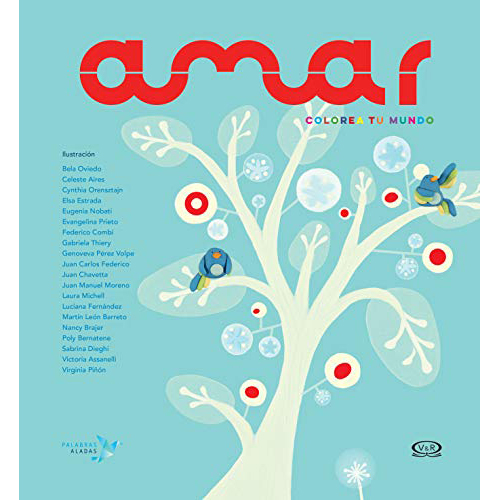 amar
COLOREA TU MUNDO
Ilustración
Bela Oviedo
Celeste Aires
Cynthia Orensztajn
Elsa Estrada
Eugenia Nobati
Evangelina Prieto
Federico Combi
Gabriela Thiery
Genoveva Pérez Volpe
Juan Carlos Federico
Juan Chavetta
Juan Manuel Moreno
Laura Michell
Luciana Fernández
Martín León Barreto
Nancy Brajer
Poly Bernatene
Sabrina Dieghi
Victoria Assanelli
Virginia Piñón
PALABRAS
ALADAS
V&R